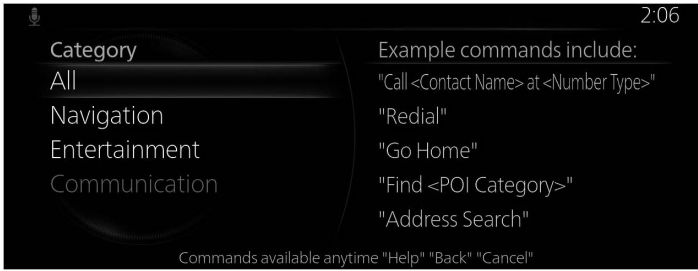 2:06
Category
All
Navigation
Entertainment
Communication
Example commands include:
"Call <Contact Name> at <Number Type>"
"Redial"
"Go Home"
"Find <POI Category>"
"Address Search"
Commands available anytime "Help" "Back" "Cancel"